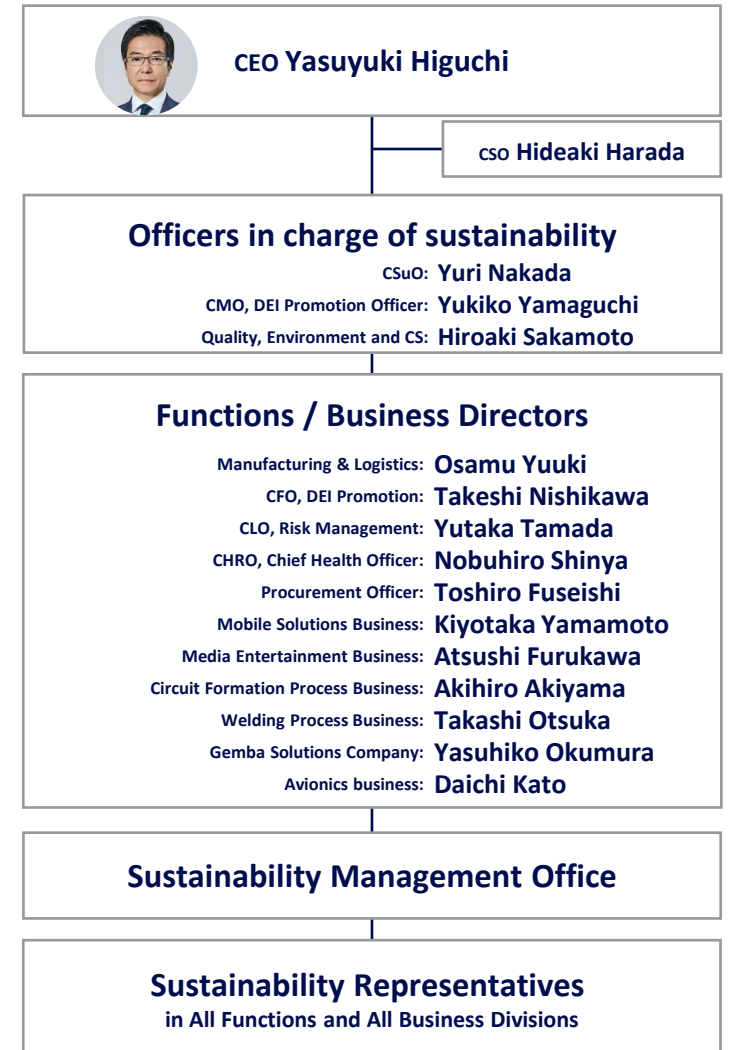 CEO Yasuyuki Higuchi
CSO Hideaki Harada
Officers in charge of sustainability
CSuO: Yuri Nakada
CMO, DEI Promotion Officer: Yukiko Yamaguchi
Quality, Environment and CS: Hiroaki Sakamoto
Functions / Business Directors
Manufacturing & Logistics: Osamu Yuuki
CFO, DEI Promotion: Takeshi Nishikawa
CLO, Risk Management: Yutaka Tamada
CHRO, Chief Health Officer: Nobuhiro Shinya
Procurement Officer: Toshiro Fuseishi
Mobile Solutions Business: Kiyotaka Yamamoto
Media Entertainment Business: Atsushi Furukawa
Circuit Formation Process Business: Akihiro Akiyama
Welding Process Business: Takashi Otsuka
Gemba Solutions Company: Yasuhiko Okumura
Avionics business: Daichi Kato
Sustainability Management Office
Sustainability Representatives
in All Functions and All Business Divisions